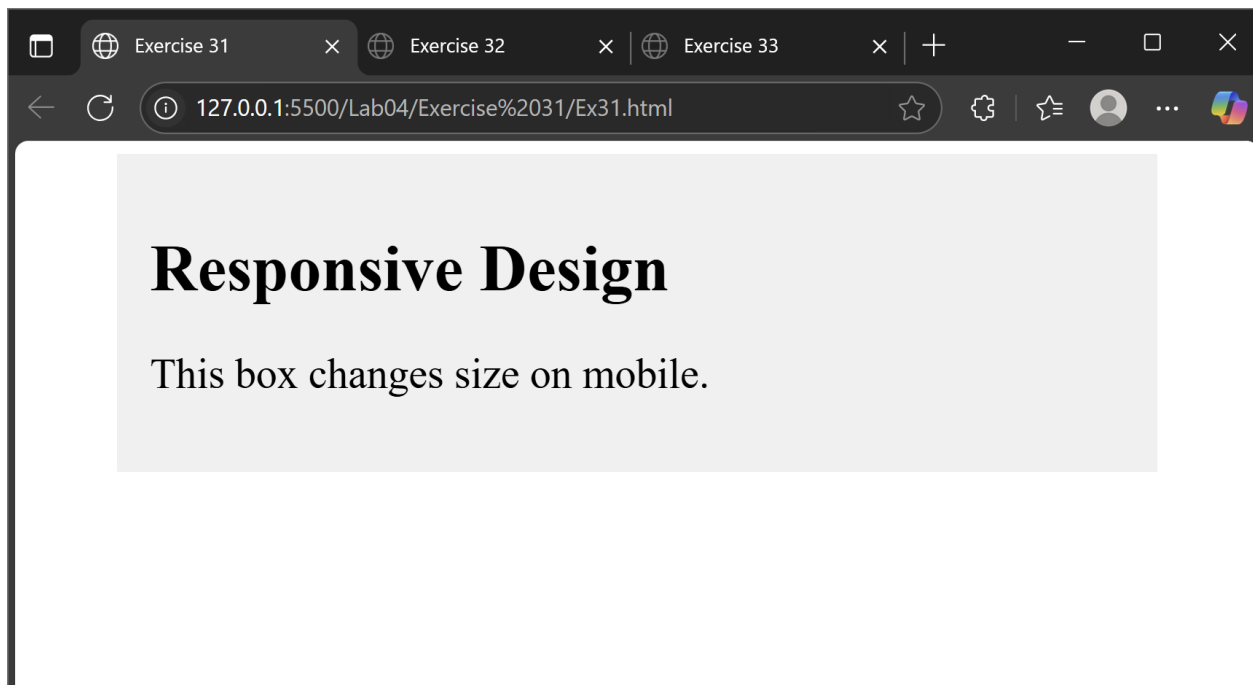 Exercise 31
Exercise 32
Exercise 33
127.0.0.1:5500/Lab04/Exercise%2031/Ex31.html
Responsive Design
This box changes size on mobile.